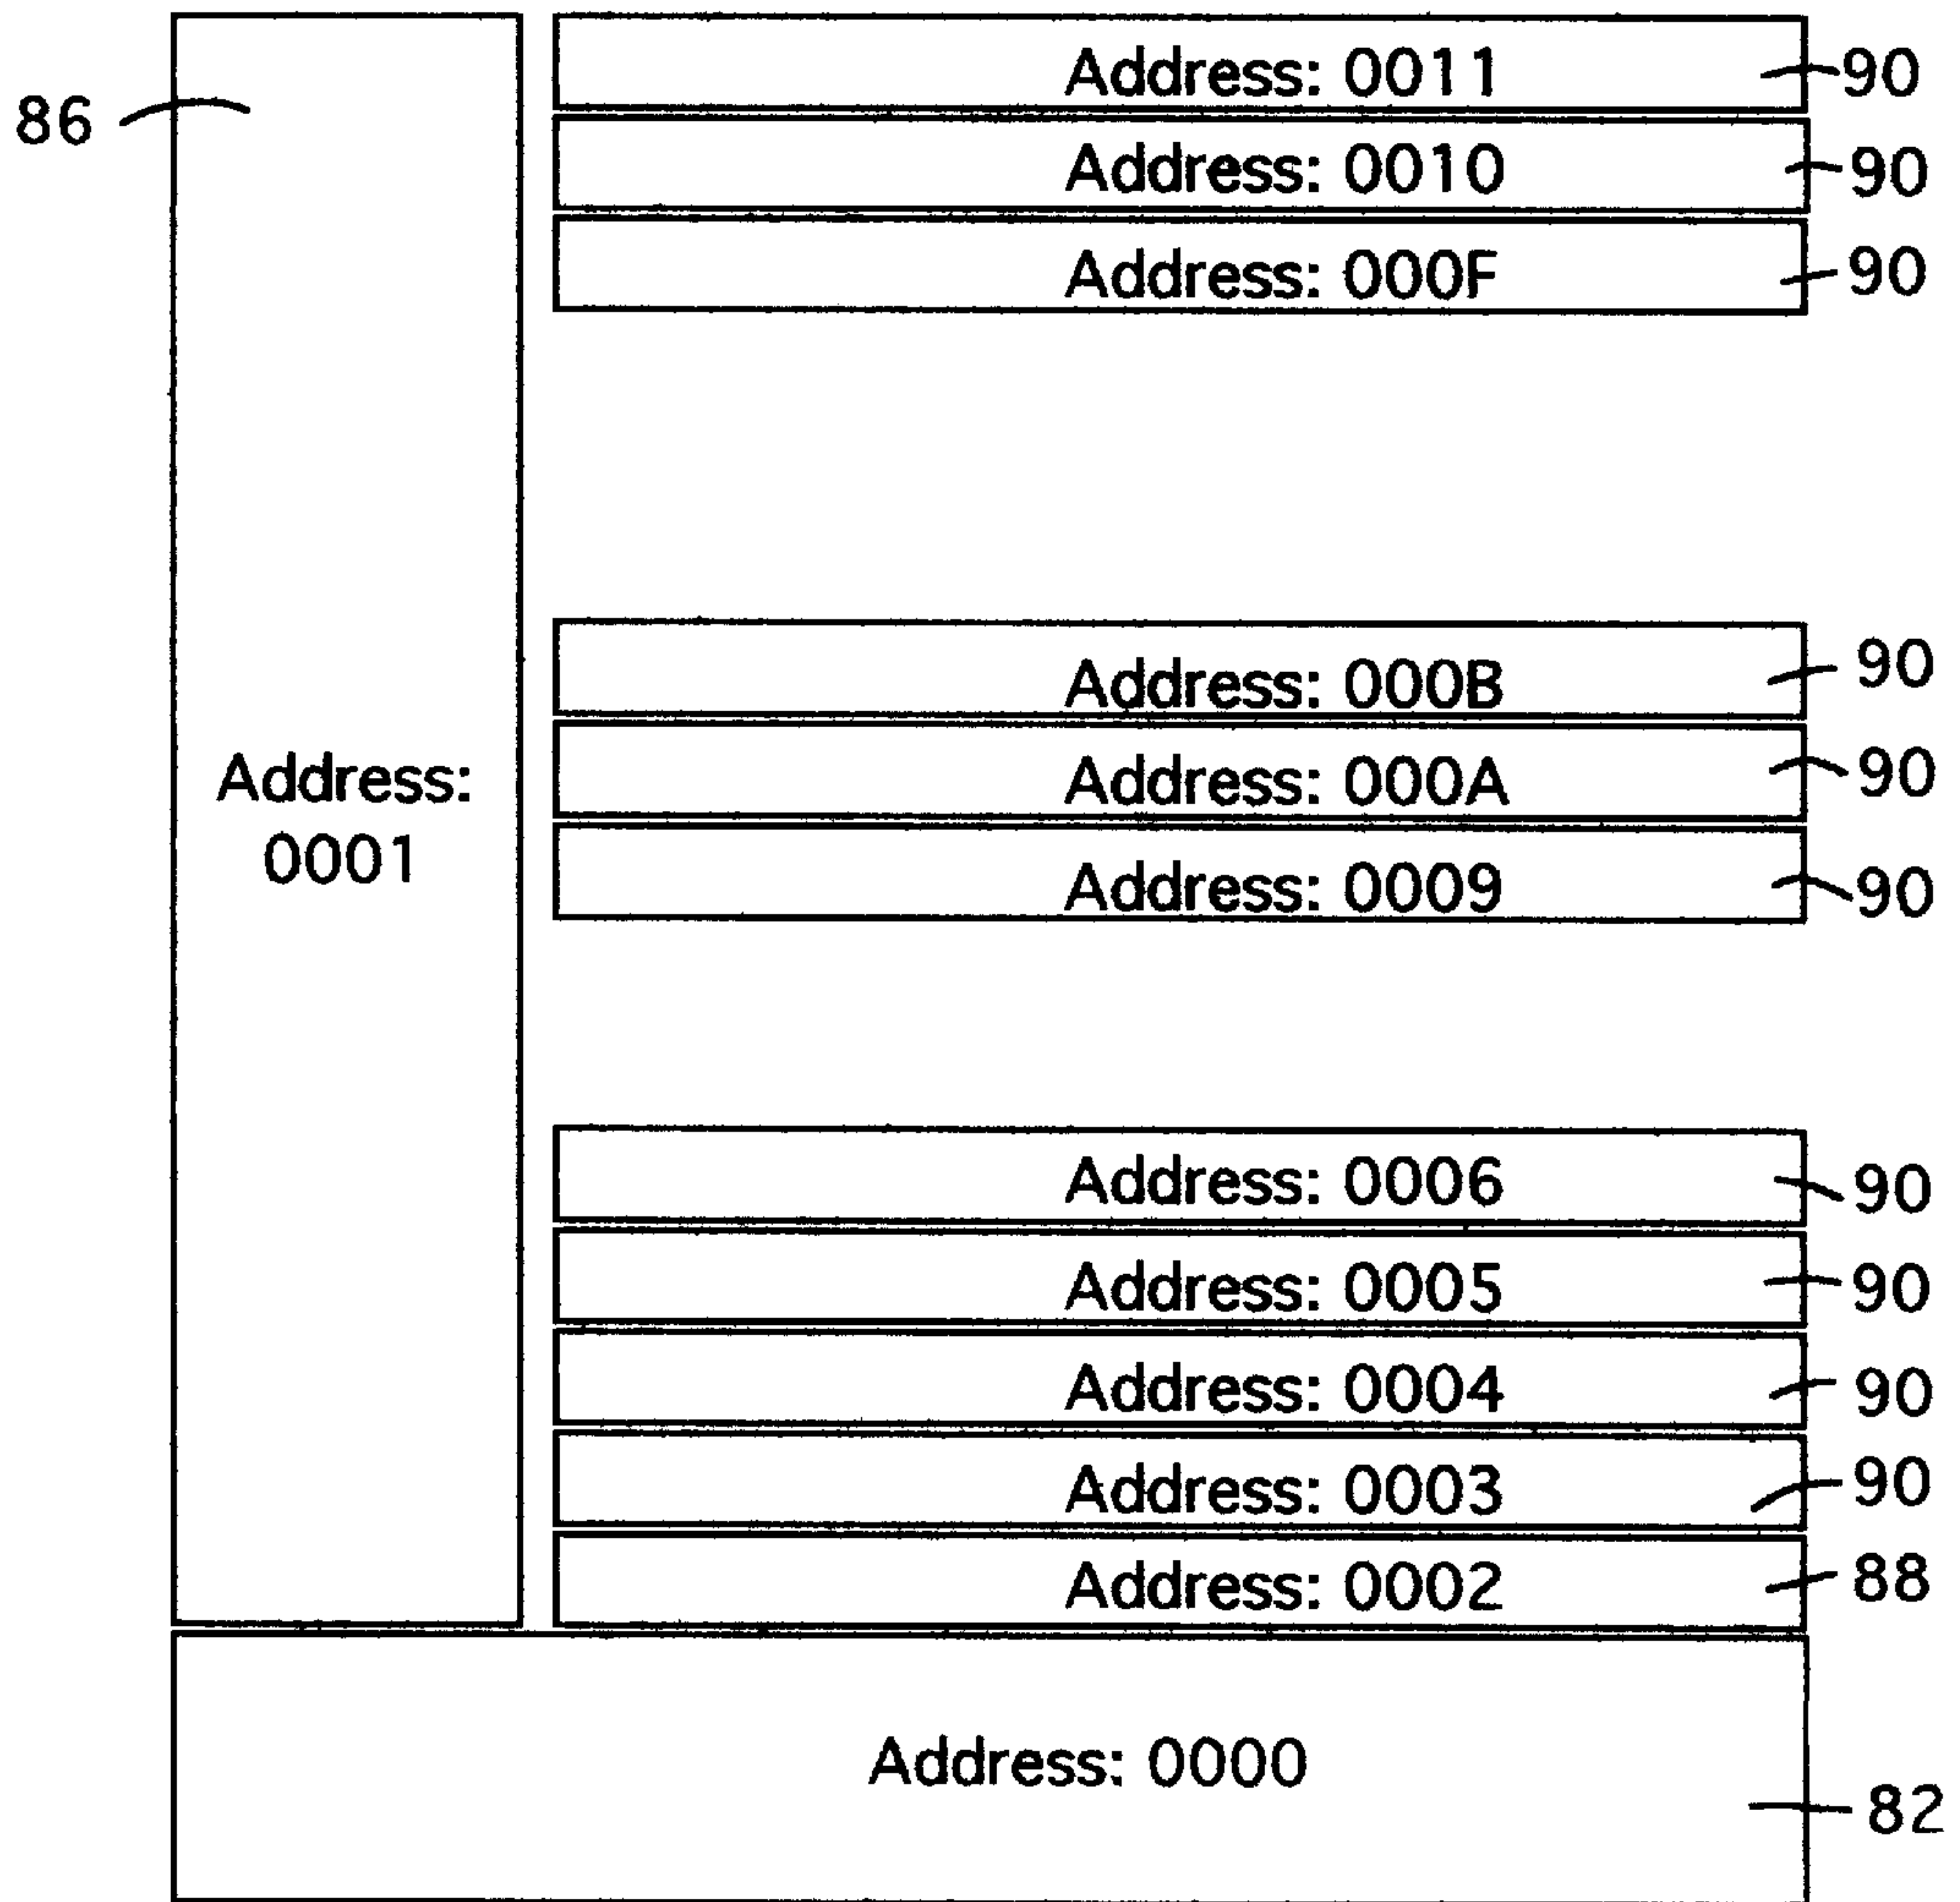 Address: 0011
90
86
Address: 0010
90
Address: 000F
90
Address: 000B
90
Address:
0001
Address: 000A
90
Address: 0009
90
Address: 0006
90
Address: 0005
90
Address: 0004
90
Address: 0003
90
Address: 0002
88
Address: 0000
82